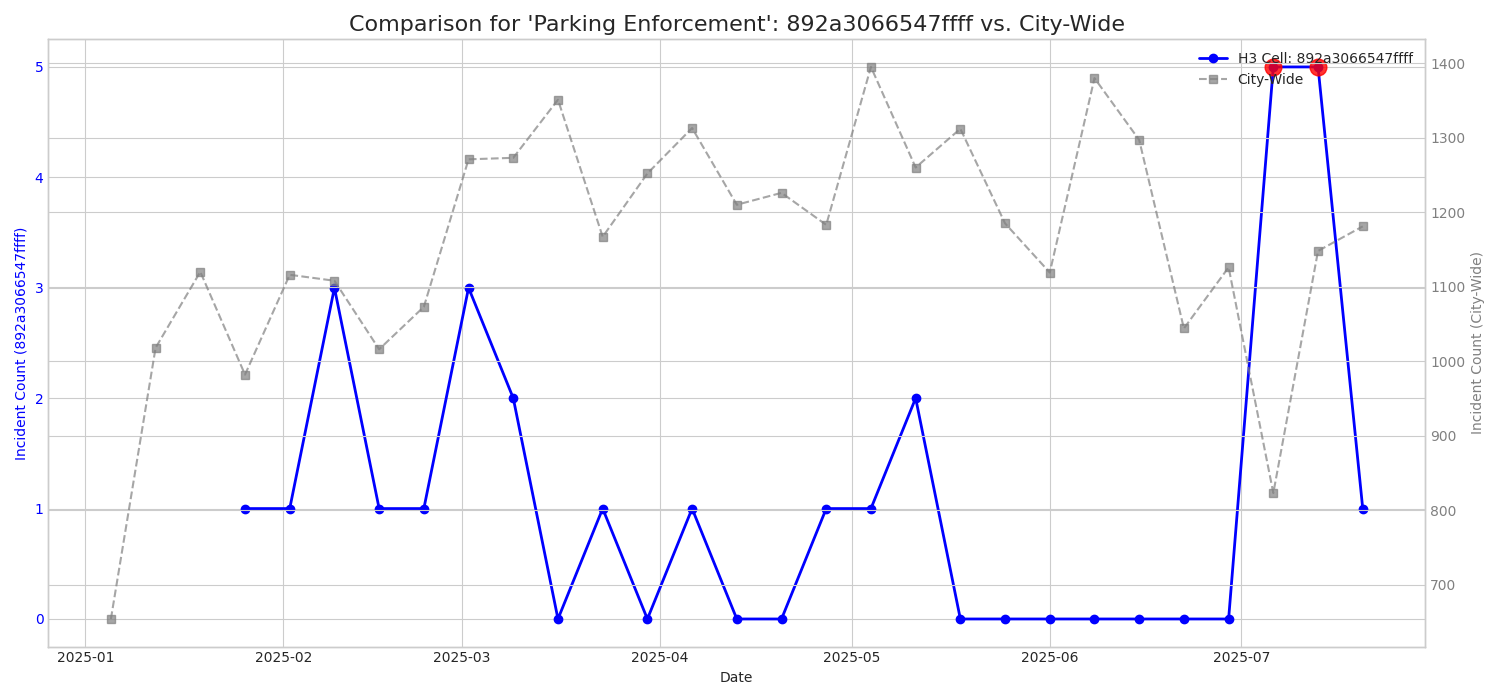 Comparison for 'Parking Enforcement': 892a3066547ffff vs. City-Wide
H3 Cell: 892a3066547ffff
City-Wide
Incident Count (892a3066547ffff)
5
4
3
2
1
0
1400
1300
1200
1100
1000
900
800
700
Incident Count (City-Wide)
2025-01 2025-02 2025-03 2025-04 2025-05 2025-06 2025-07
Date